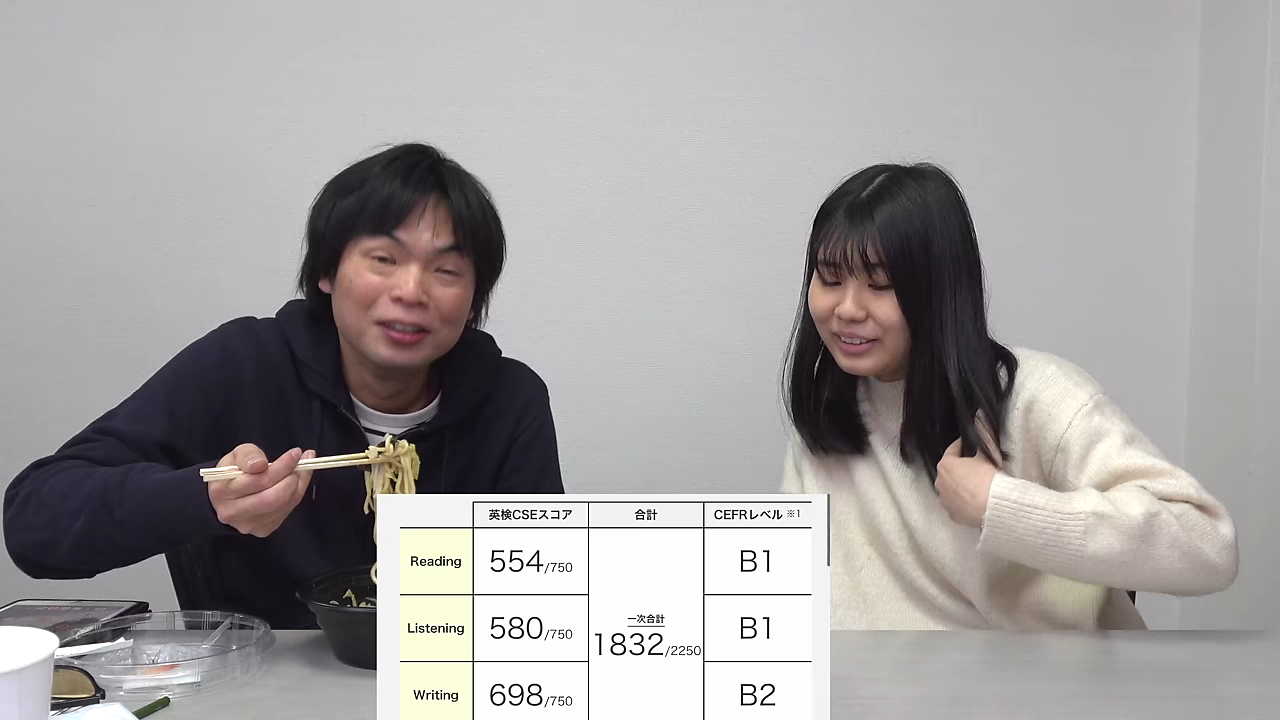 英検CSEスコア 合計 CEFRレベル ※1
Reading 554/750 B1
Listening 580/750 一次合計 1832/2250 B1
Writing 698/750 B2